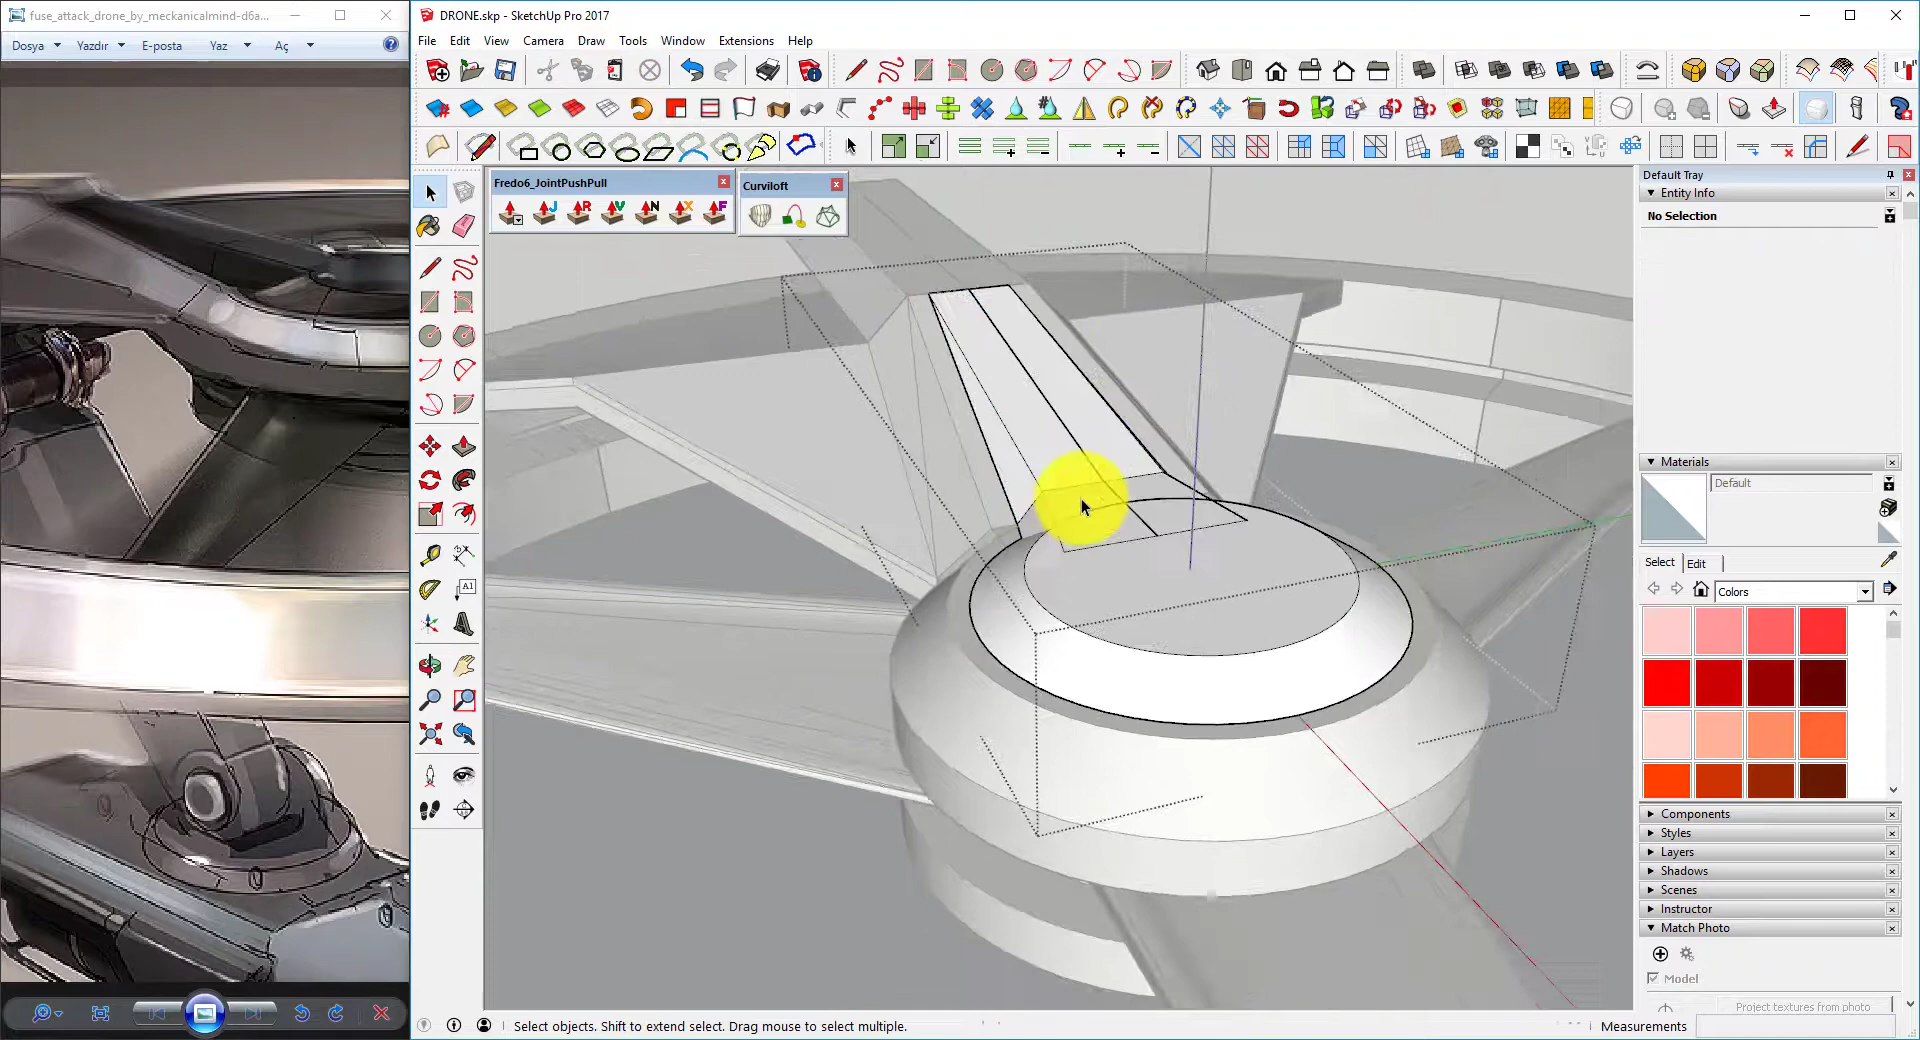 fuse_attack_drone_by_meckanicalmind-d6a...
Dosya
Yazdır
E-posta
Yaz
Aç
DRONE.skp - SketchUp Pro 2017
File
Edit
View
Camera
Draw
Tools
Window
Extensions
Help
Fredo6_JointPushPull
Curviloft
J
R
V
N
X
F
A1
Default Tray
Entity Info
No Selection
Materials
Default
Select
Edit
Colors
Components
Styles
Layers
Shadows
Scenes
Instructor
Match Photo
Model
Project textures from photo
Select objects. Shift to extend select. Drag mouse to select multiple.
Measurements